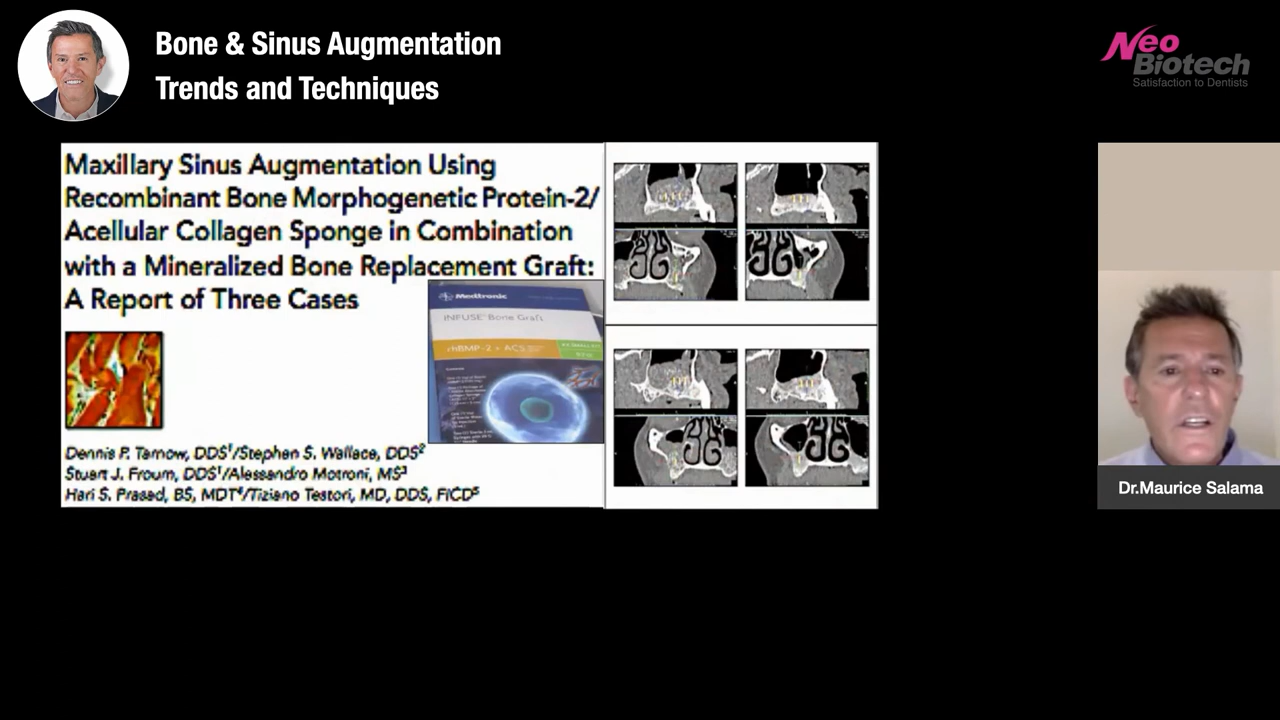 Bone & Sinus Augmentation
Trends and Techniques
Neo
Biotech
Satisfaction to Dentists
Maxillary Sinus Augmentation Using
Recombinant Bone Morphogenetic Protein-2/
Acellular Collagen Sponge in Combination
with a Mineralized Bone Replacement Graft:
A Report of Three Cases
Medtronic
INFUSE Bone Graft
rhBMP-2 + ACS
Dennis P. Tarnow, DDS¹/Stephen S. Wallace, DDS²
Stuart J. Froum, DDS¹/Alessandro Motroni, MS³
Hari S. Prasad, BS, MDT⁴/Tiziano Testori, MD, DDS, FICD⁵
Dr.Maurice Salama